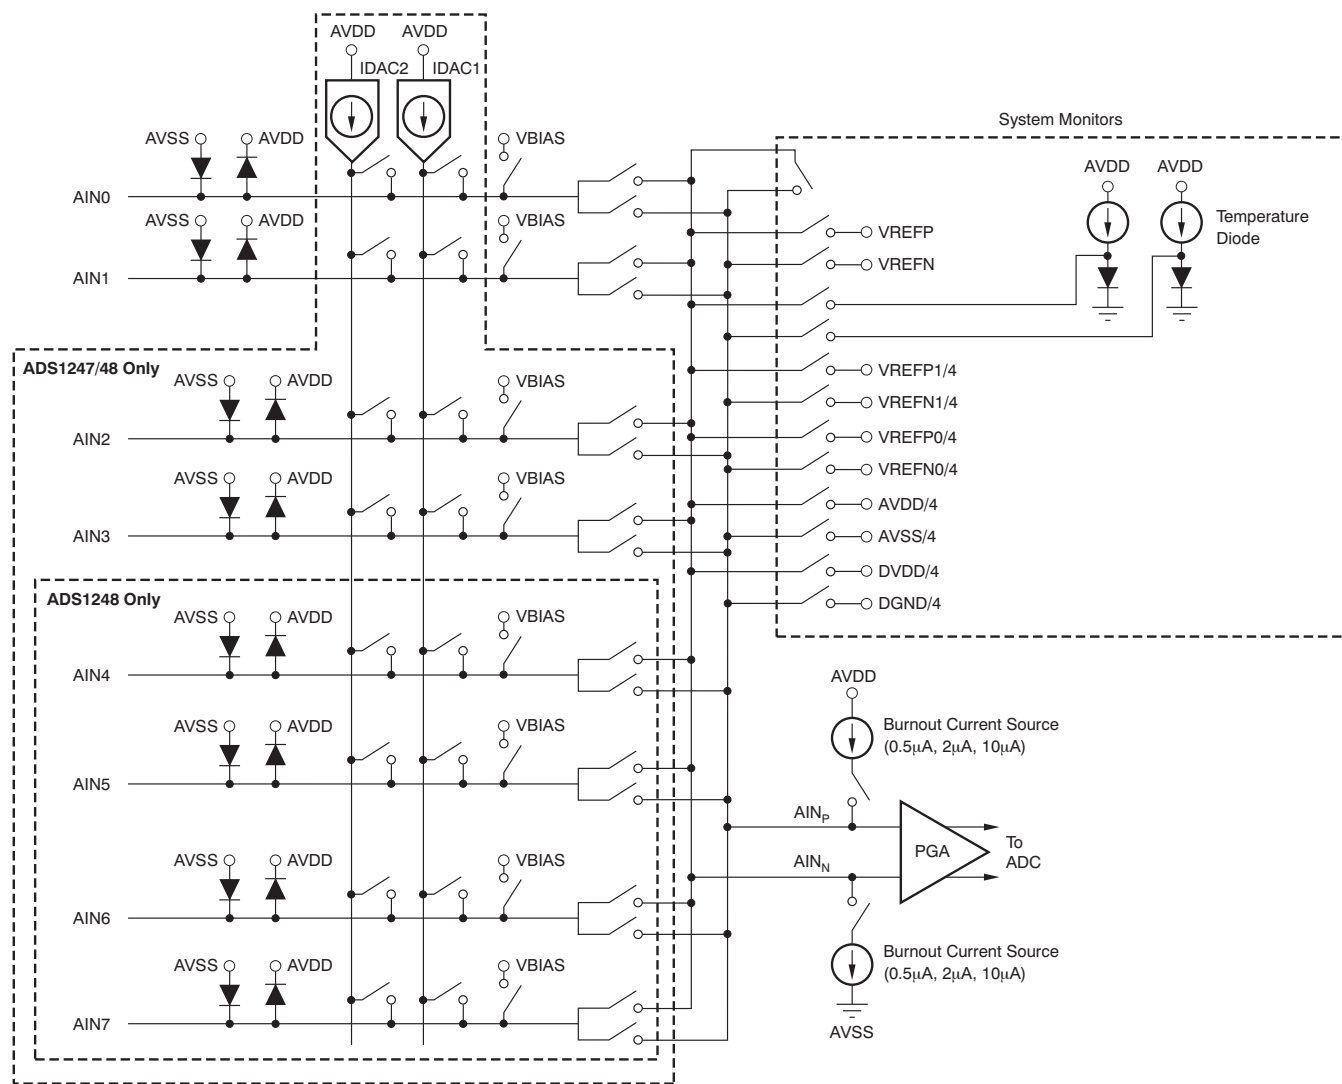 AVDD AVDD
IDAC2 IDAC1
System Monitors
AVSS AVDD VBIAS
AIN0
AVDD AVDD
Temperature
Diode
AVSS AVDD VBIAS
AIN1
VREFP
VREFN
ADS1247/48 Only
AVSS AVDD VBIAS
AIN2
VREFP1/4
VREFN1/4
VREFP0/4
VREFN0/4
AVSS AVDD VBIAS
AIN3
AVDD/4
AVSS/4
DVDD/4
DGND/4
ADS1248 Only
AVSS AVDD VBIAS
AIN4
AVSS AVDD VBIAS
AIN5
AVDD
Burnout Current Source
(0.5µA, 2µA, 10µA)
AINP
AINN
PGA
To
ADC
AVSS AVDD VBIAS
AIN6
Burnout Current Source
(0.5µA, 2µA, 10µA)
AVSS
AVSS AVDD VBIAS
AIN7